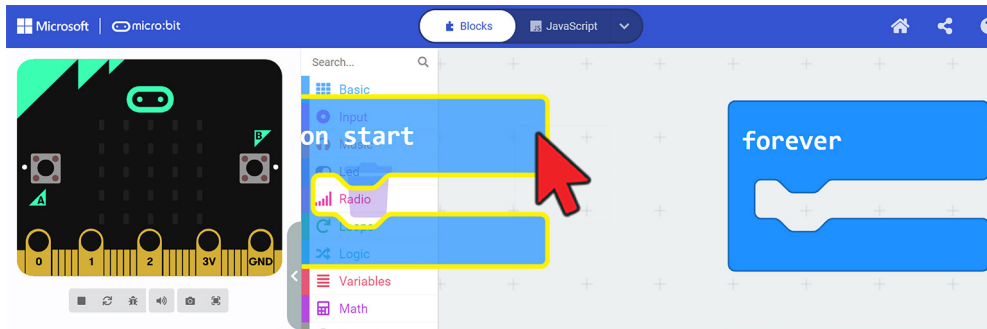 Microsoft micro:bit Blocks JavaScript
Search...
Basic
Input
on start
Music
Led
Radio
Loops
Logic
Variables
Math
forever
B
A
0 1 2 3V GND